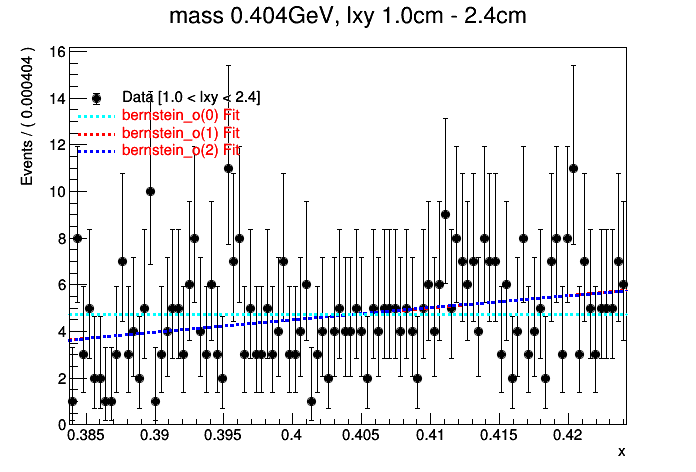 mass 0.404GeV, lxy 1.0cm - 2.4cm
Events / ( 0.000404 )
16
14
12
10
8
6
4
2
0
Data [1.0 < lxy < 2.4]
bernstein_o(0) Fit
bernstein_o(1) Fit
bernstein_o(2) Fit
0.385 0.39 0.395 0.4 0.405 0.41 0.415 0.42
x